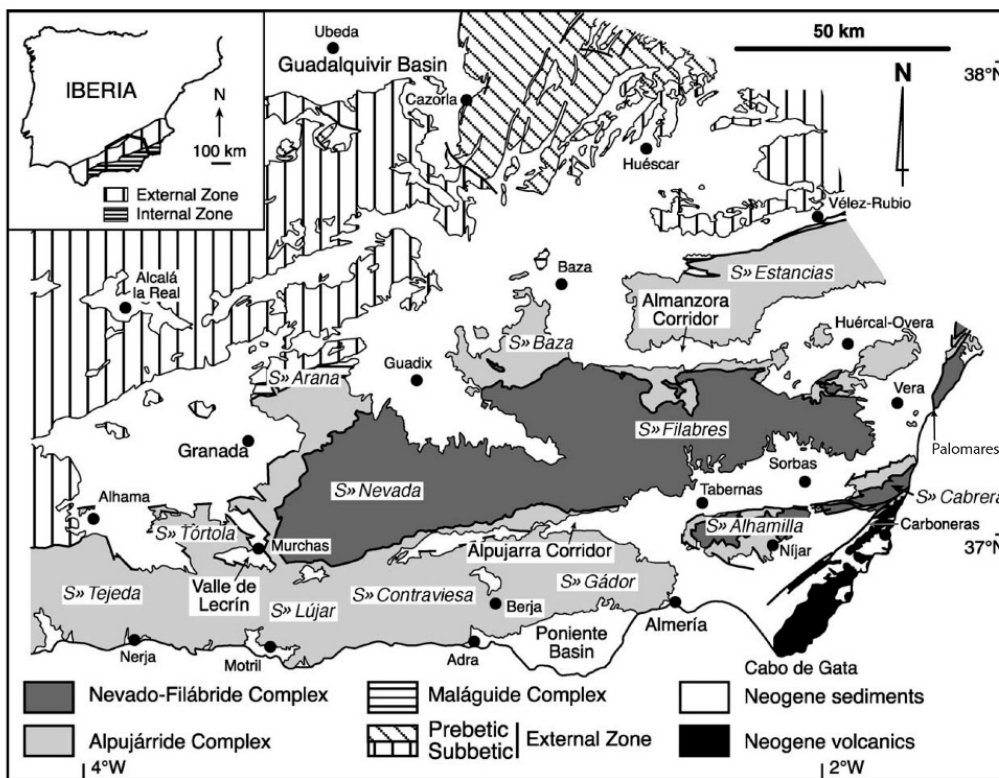 Ubeda
Guadalquivir Basin
50 km
38°N
IBERIA
N
100 km
External Zone
Internal Zone
Cazorla
N
Huéscar
Vélez-Rubio
Alcalá
la Real
Baza
S» Estancias
Almanzora
Corridor
Huércal-Overa
S» Baza
Guadix
S» Arana
Vera
Granada
S» Filabres
Palomares
Sorbas
S» Nevada
Tabernas
S» Cabrera
Alhama
S» Tórtola
S» Alhamilla
Carboneras
Murchas
Alpujarra Corridor
Níjar
37°N
Valle de
Lecrín
S» Tejeda
S» Lújar
S» Contraviesa
S» Gádor
Berja
Almería
Poniente
Basin
Nerja
Motril
Adra
Cabo de Gata
Nevado-Filábride Complex
Maláguide Complex
Neogene sediments
Prebetic
Subbetic
External Zone
Alpujárride Complex
Neogene volcanics
4°W
2°W